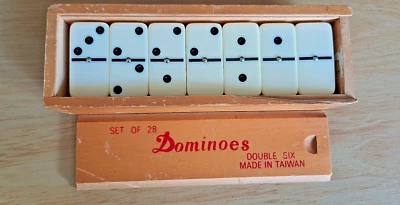 SET OF 28
Dominoes
DOUBLE SIX
MADE IN TAIWAN